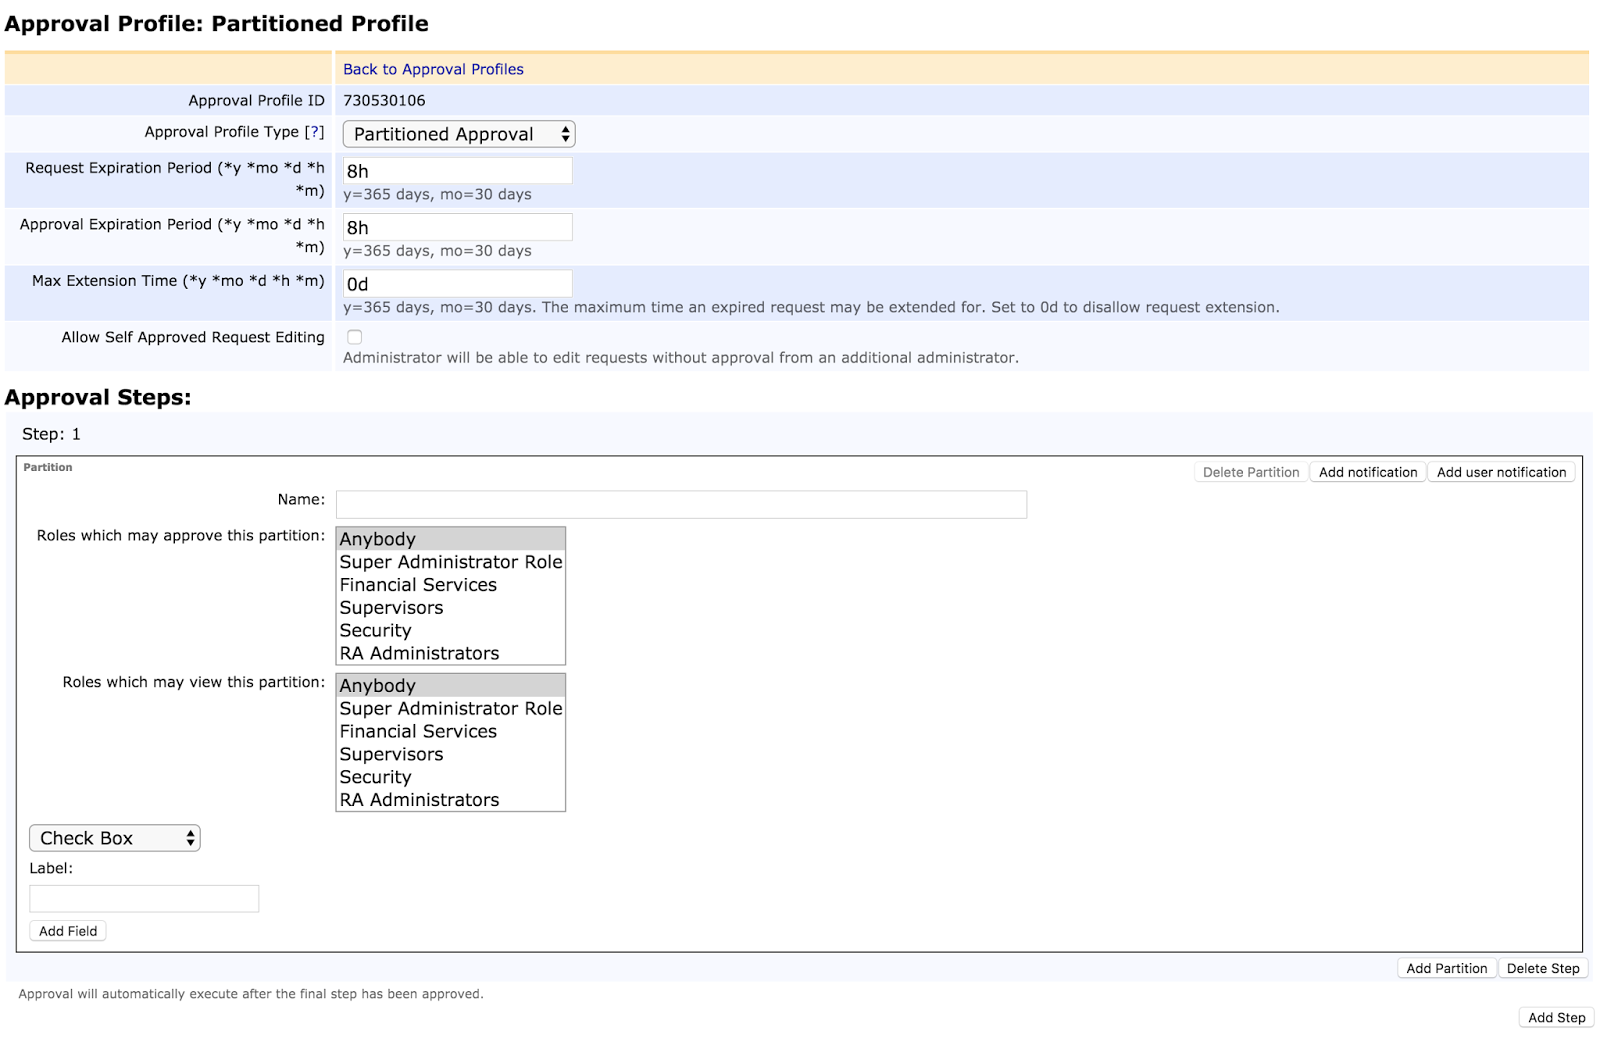 Approval Profile: Partitioned Profile
Back to Approval Profiles
Approval Profile ID 730530106
Approval Profile Type [?] Partitioned Approval
Request Expiration Period (*y *mo *d *h *m) 8h
y=365 days, mo=30 days
Approval Expiration Period (*y *mo *d *h *m) 8h
y=365 days, mo=30 days
Max Extension Time (*y *mo *d *h *m) 0d
y=365 days, mo=30 days. The maximum time an expired request may be extended for. Set to 0d to disallow request extension.
Allow Self Approved Request Editing
Administrator will be able to edit requests without approval from an additional administrator.
Approval Steps:
Step: 1
Partition
Delete Partition Add notification Add user notification
Name:
Roles which may approve this partition: Anybody
Super Administrator Role
Financial Services
Supervisors
Security
RA Administrators
Roles which may view this partition: Anybody
Super Administrator Role
Financial Services
Supervisors
Security
RA Administrators
Check Box
Label:
Add Field
Add Partition Delete Step
Approval will automatically execute after the final step has been approved.
Add Step